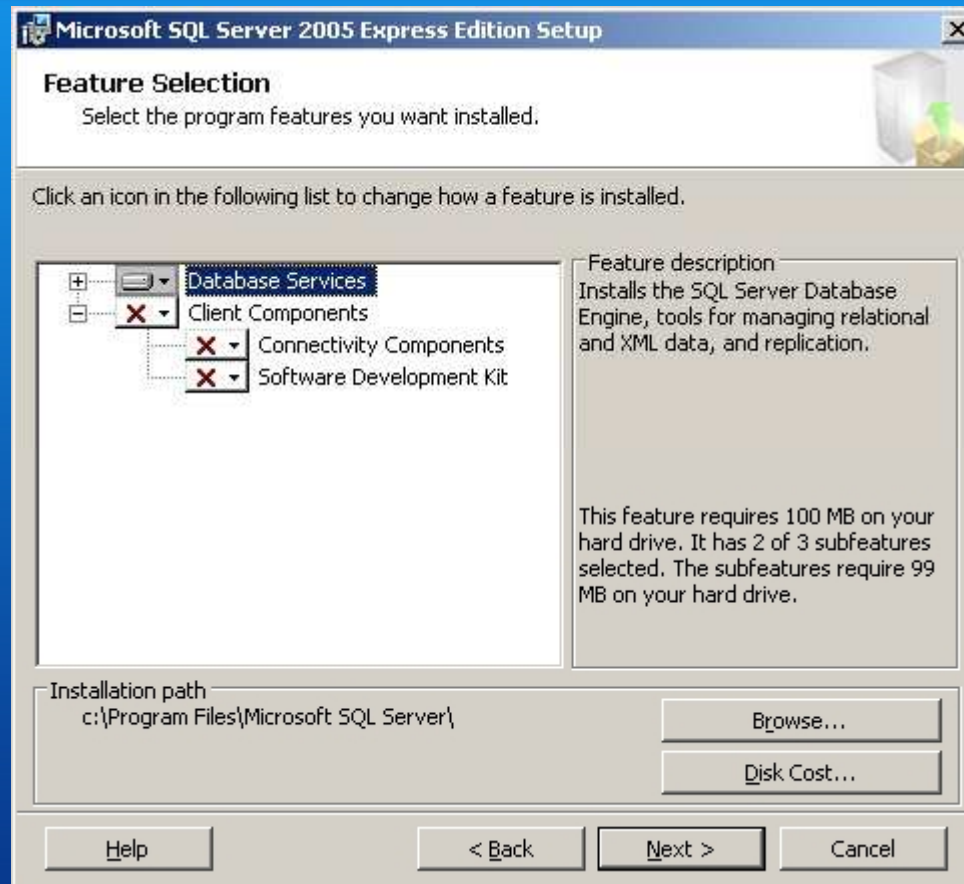 Microsoft SQL Server 2005 Express Edition Setup
Feature Selection
Select the program features you want installed.
Click an icon in the following list to change how a feature is installed.
Database Services
Client Components
Connectivity Components
Software Development Kit
Feature description
Installs the SQL Server Database
Engine, tools for managing relational
and XML data, and replication.
This feature requires 100 MB on your
hard drive. It has 2 of 3 subfeatures
selected. The subfeatures require 99
MB on your hard drive.
Installation path
c:\Program Files\Microsoft SQL Server\
Browse...
Disk Cost...
Help
< Back
Next >
Cancel